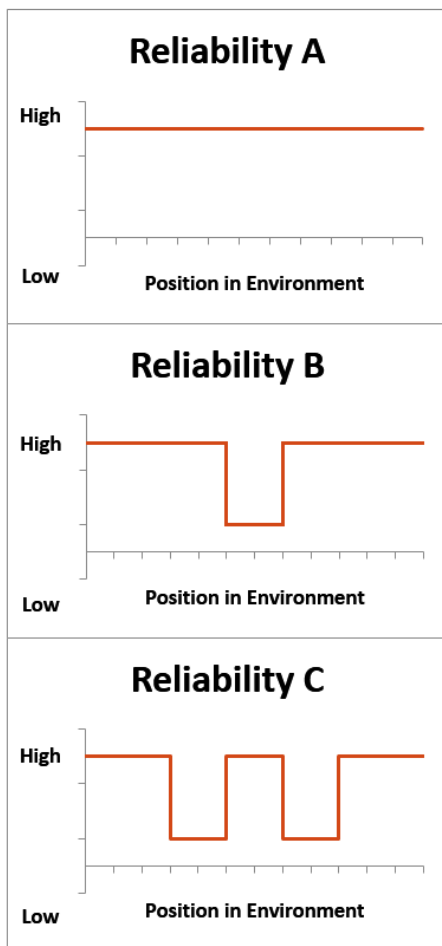 Reliability A
High
Low
Position in Environment
Reliability B
High
Low
Position in Environment
Reliability C
High
Low
Position in Environment